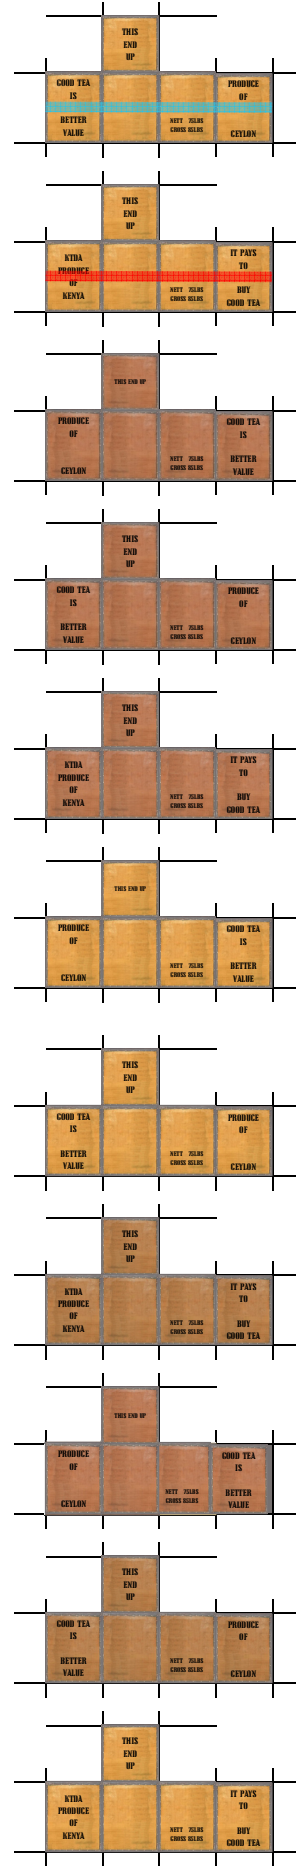 THIS
END
UP
GOOD TEA
IS
BETTER
VALUE
NETT 75LBS
GROSS 85LBS
PRODUCE
OF
CEYLON
THIS
END
UP
KTDA
PRODUCE
OF
KENYA
NETT 75LBS
GROSS 85LBS
IT PAYS
TO
BUY
GOOD TEA
THIS END UP
PRODUCE
OF
CEYLON
NETT 75LBS
GROSS 85LBS
GOOD TEA
IS
BETTER
VALUE
THIS
END
UP
GOOD TEA
IS
BETTER
VALUE
NETT 75LBS
GROSS 85LBS
PRODUCE
OF
CEYLON
THIS
END
UP
KTDA
PRODUCE
OF
KENYA
NETT 75LBS
GROSS 85LBS
IT PAYS
TO
BUY
GOOD TEA
THIS END UP
PRODUCE
OF
CEYLON
NETT 75LBS
GROSS 85LBS
GOOD TEA
IS
BETTER
VALUE
THIS
END
UP
GOOD TEA
IS
BETTER
VALUE
NETT 75LBS
GROSS 85LBS
PRODUCE
OF
CEYLON
THIS
END
UP
KTDA
PRODUCE
OF
KENYA
NETT 75LBS
GROSS 85LBS
IT PAYS
TO
BUY
GOOD TEA
THIS END UP
PRODUCE
OF
CEYLON
NETT 75LBS
GROSS 85LBS
GOOD TEA
IS
BETTER
VALUE
THIS
END
UP
GOOD TEA
IS
BETTER
VALUE
NETT 75LBS
GROSS 85LBS
PRODUCE
OF
CEYLON
THIS
END
UP
KTDA
PRODUCE
OF
KENYA
NETT 75LBS
GROSS 85LBS
IT PAYS
TO
BUY
GOOD TEA